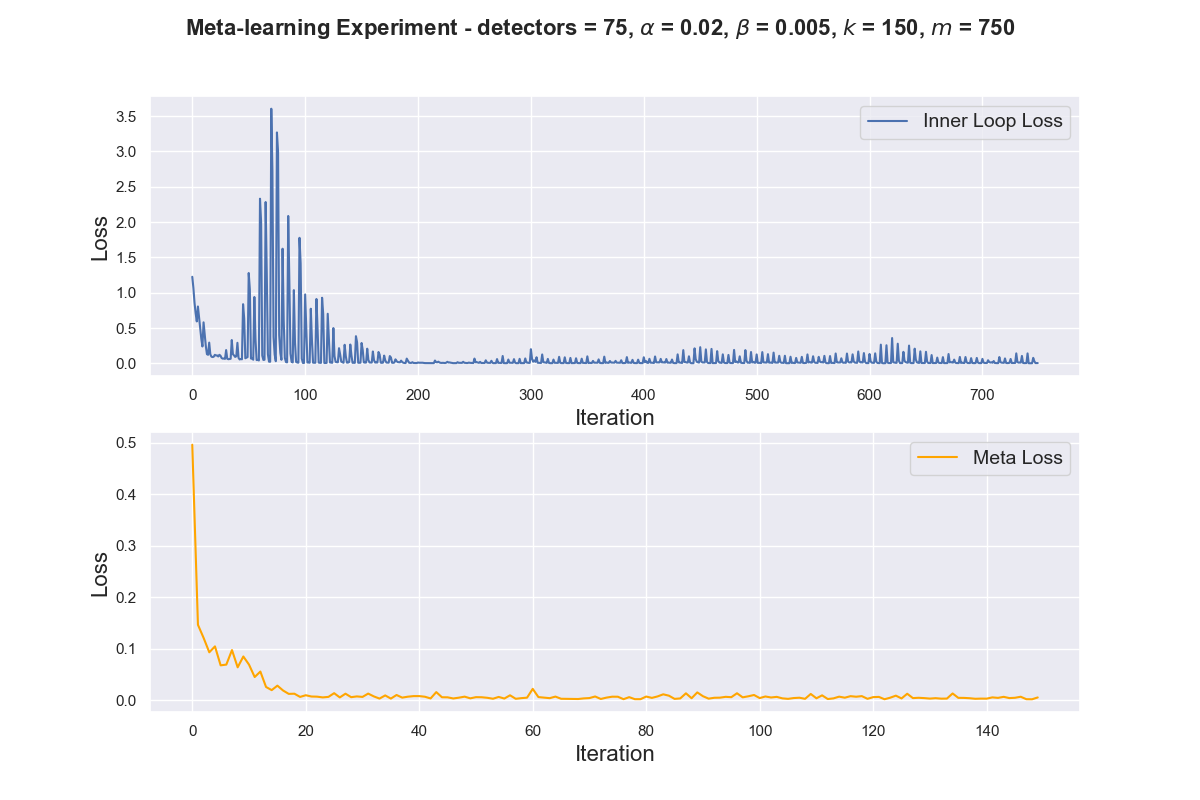 Meta-learning Experiment - detectors = 75, α = 0.02, β = 0.005, k = 150, m = 750
3.5
3.0
2.5
2.0
1.5
1.0
0.5
0.0
Loss
Inner Loop Loss
0 100 200 300 400 500 600 700
Iteration
0.5
0.4
0.3
0.2
0.1
0.0
Loss
Meta Loss
0 20 40 60 80 100 120 140
Iteration